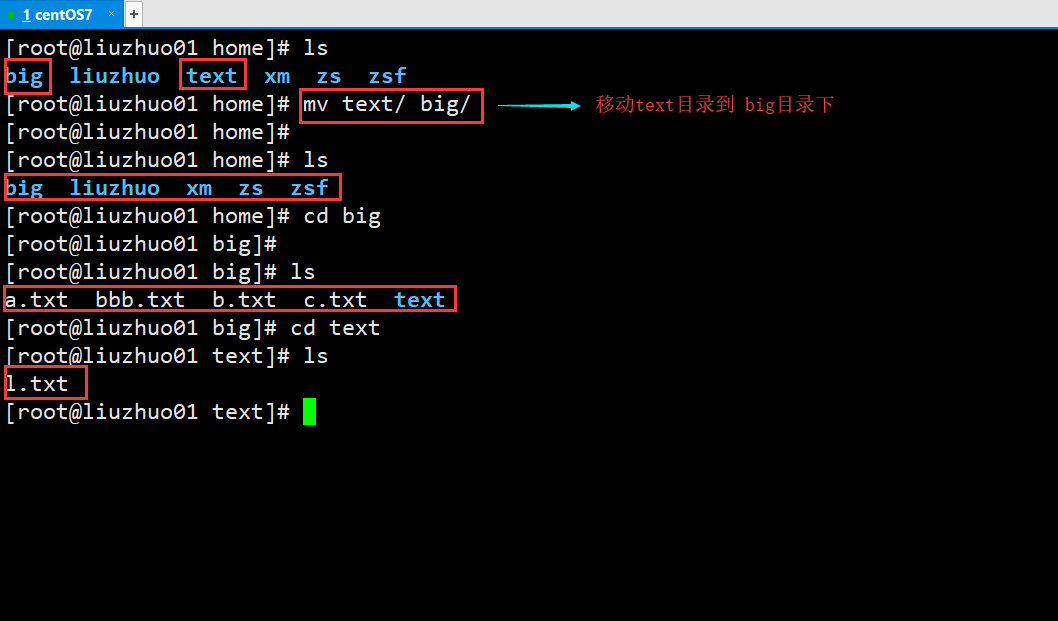 1 centOS7 × +
[root@liuzhuo01 home]# ls
big liuzhuo text xm zs zsf
[root@liuzhuo01 home]# mv text/ big/ 移动text目录到 big目录下
[root@liuzhuo01 home]#
[root@liuzhuo01 home]# ls
big liuzhuo xm zs zsf
[root@liuzhuo01 home]# cd big
[root@liuzhuo01 big]#
[root@liuzhuo01 big]# ls
a.txt bbb.txt b.txt c.txt text
[root@liuzhuo01 big]# cd text
[root@liuzhuo01 text]# ls
l.txt
[root@liuzhuo01 text]#